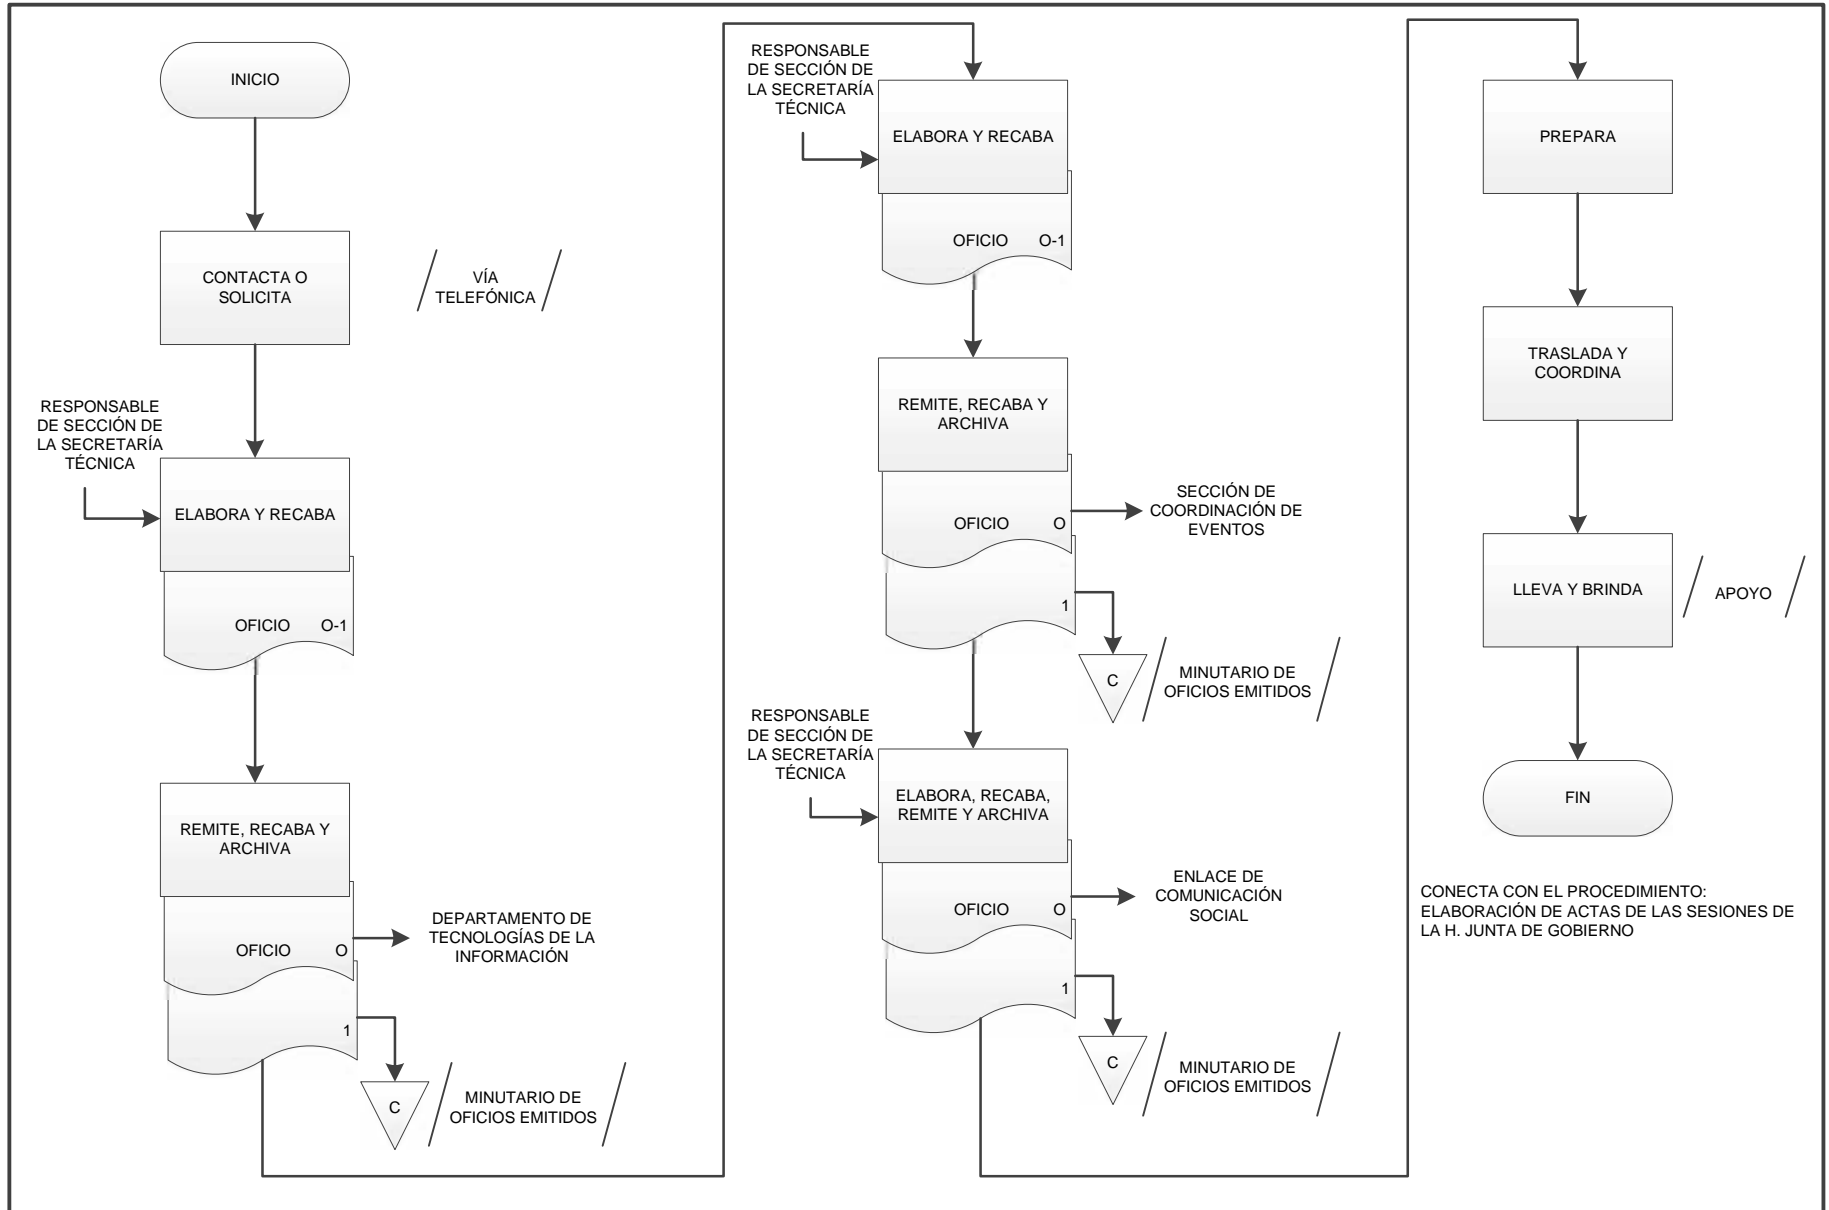 INICIO
CONTACTA O
SOLICITA
VÍA
TELEFÓNICA
RESPONSABLE
DE SECCIÓN DE
LA SECRETARÍA
TÉCNICA
ELABORA Y RECABA
OFICIO O-1
REMITE, RECABA Y
ARCHIVA
OFICIO O
DEPARTAMENTO DE
TECNOLOGÍAS DE LA
INFORMACIÓN
1
C
MINUTARIO DE
OFICIOS EMITIDOS
RESPONSABLE
DE SECCIÓN DE
LA SECRETARÍA
TÉCNICA
ELABORA Y RECABA
OFICIO O-1
REMITE, RECABA Y
ARCHIVA
OFICIO O
SECCIÓN DE
COORDINACIÓN DE
EVENTOS
1
C
MINUTARIO DE
OFICIOS EMITIDOS
RESPONSABLE
DE SECCIÓN DE
LA SECRETARÍA
TÉCNICA
ELABORA, RECABA,
REMITE Y ARCHIVA
OFICIO O
ENLACE DE
COMUNICACIÓN
SOCIAL
1
C
MINUTARIO DE
OFICIOS EMITIDOS
PREPARA
TRASLADA Y
COORDINA
LLEVA Y BRINDA
APOYO
FIN
CONECTA CON EL PROCEDIMIENTO:
ELABORACIÓN DE ACTAS DE LAS SESIONES DE
LA H. JUNTA DE GOBIERNO